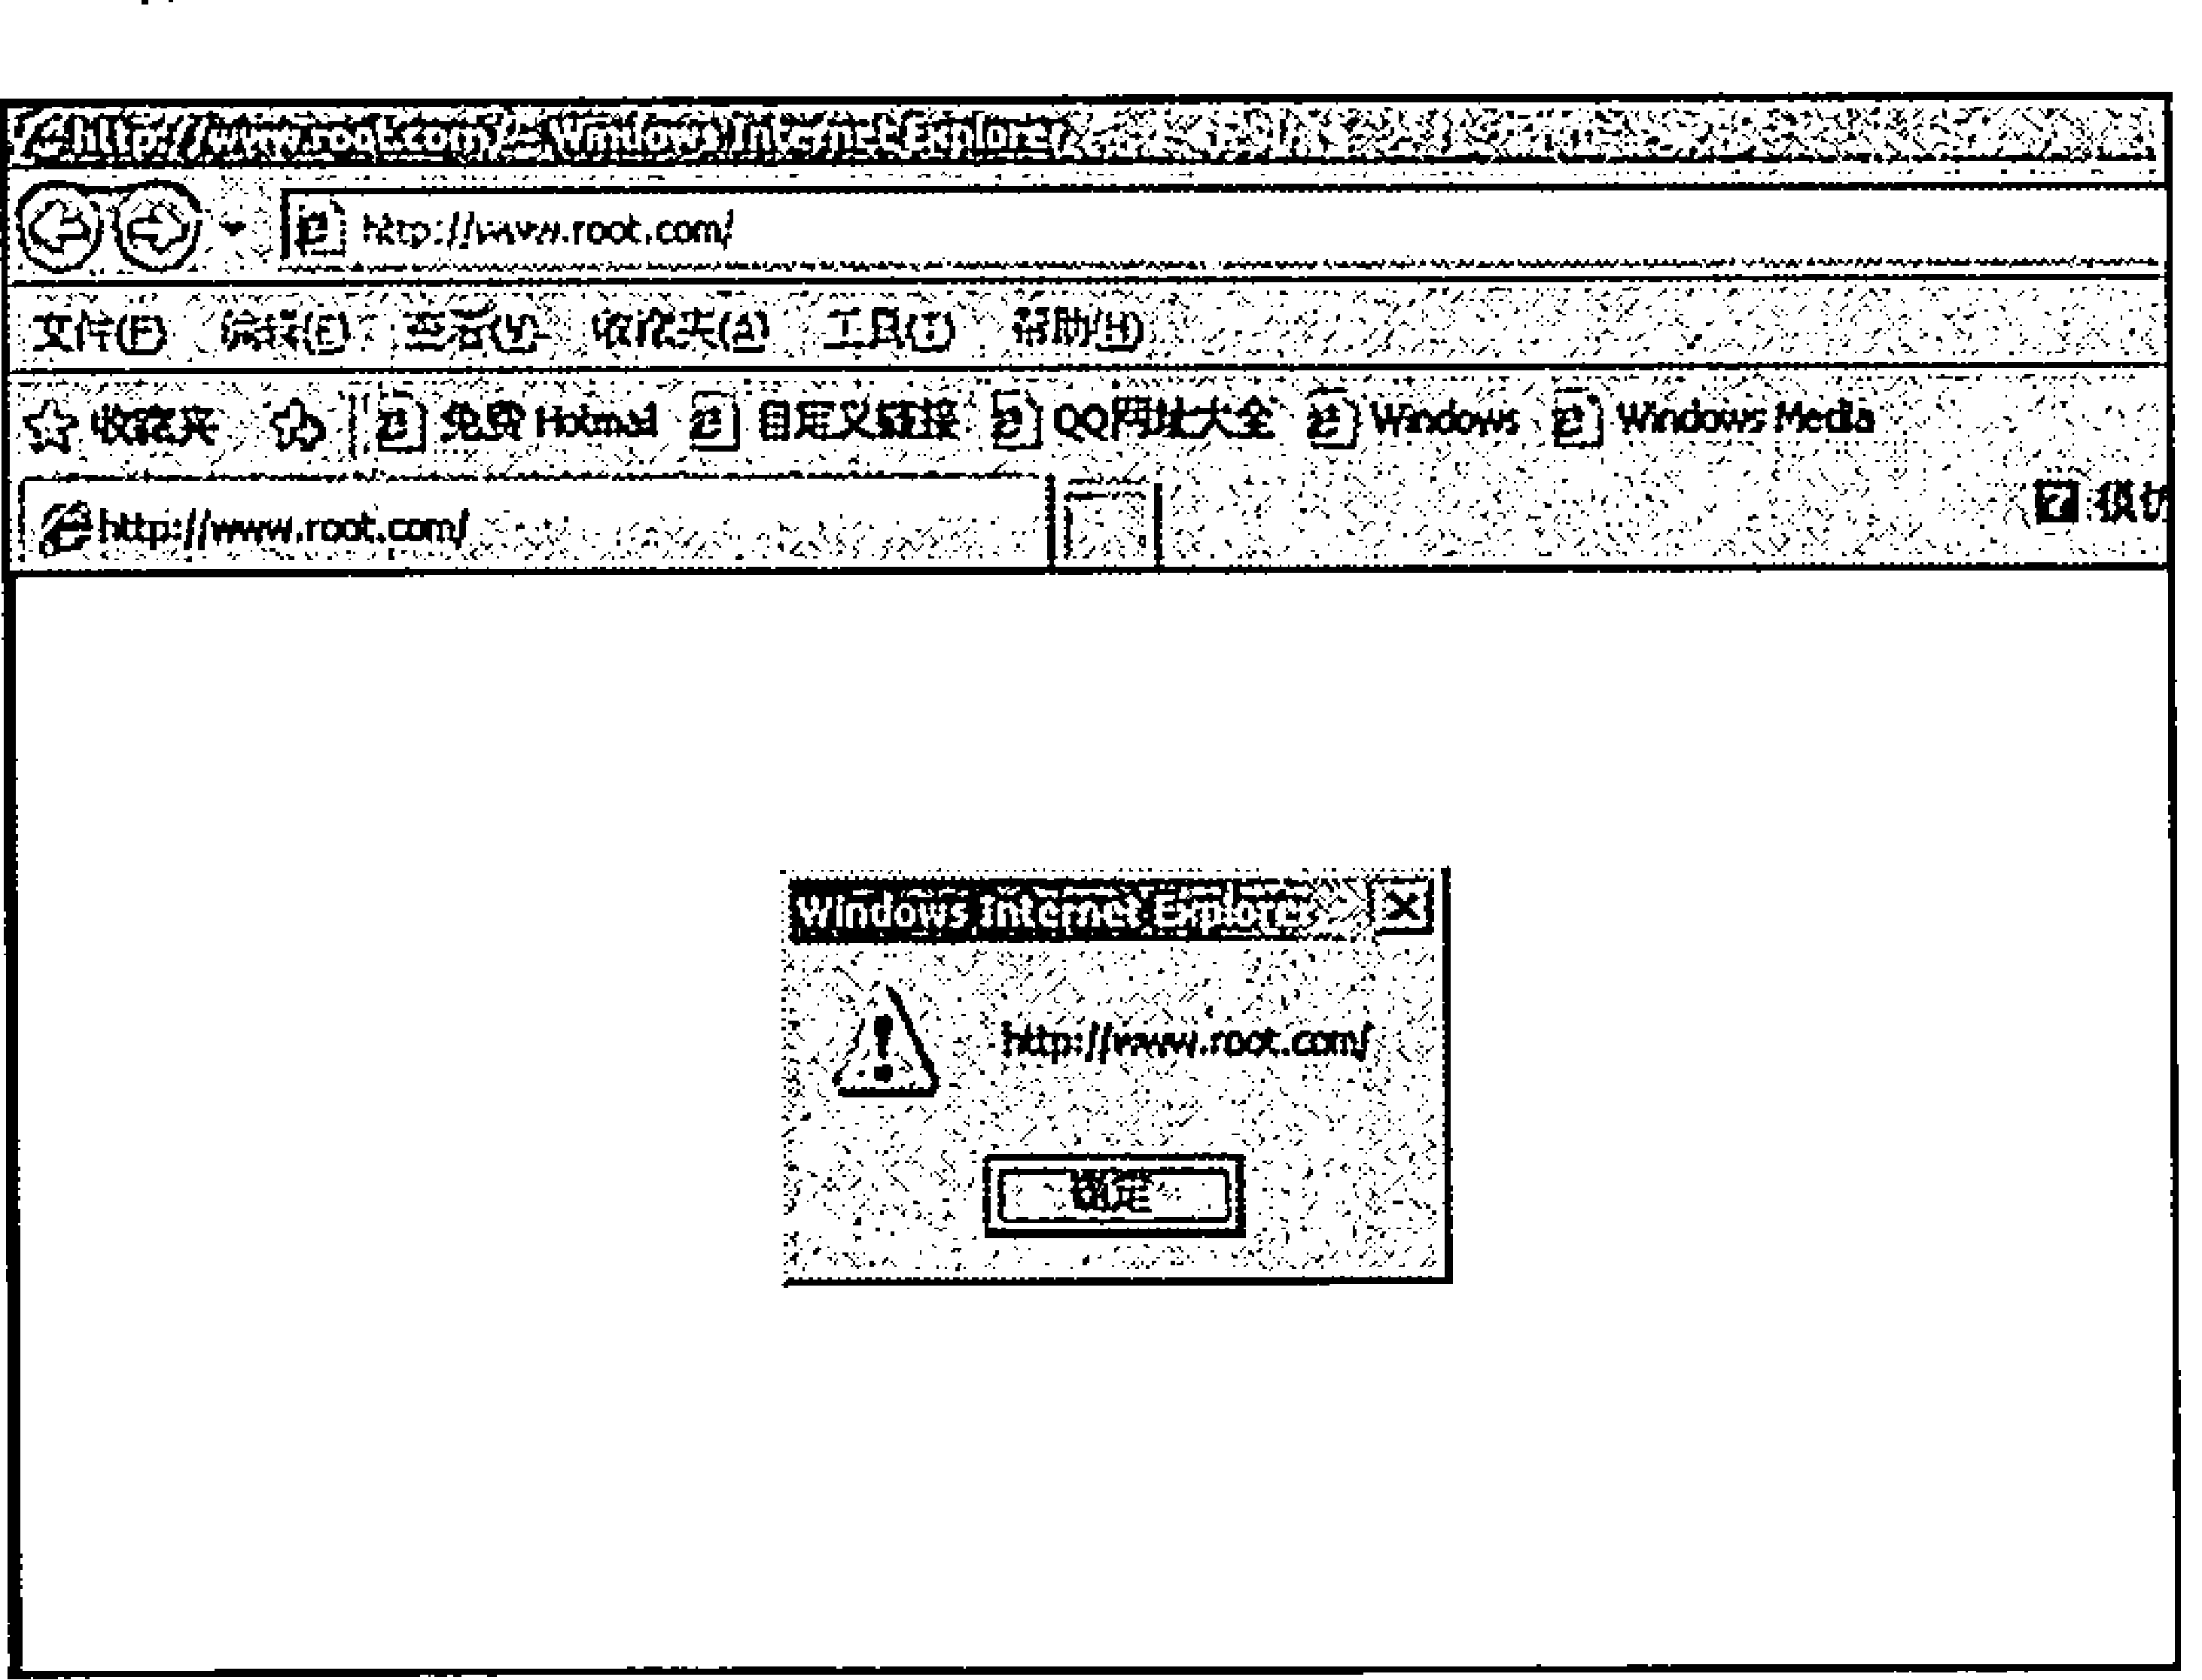 http://www.root.com/ - Windows Internet Explorer
http://www.root.com/
文件(F) 编辑(E) 查看(V) 收藏夹(A) 工具(T) 帮助(H)
收藏夹 免费 Hotmail 自定义链接 QQ网址大全 Windows Windows Media
http://www.root.com/
Windows Internet Explorer
http://www.root.com/
确定